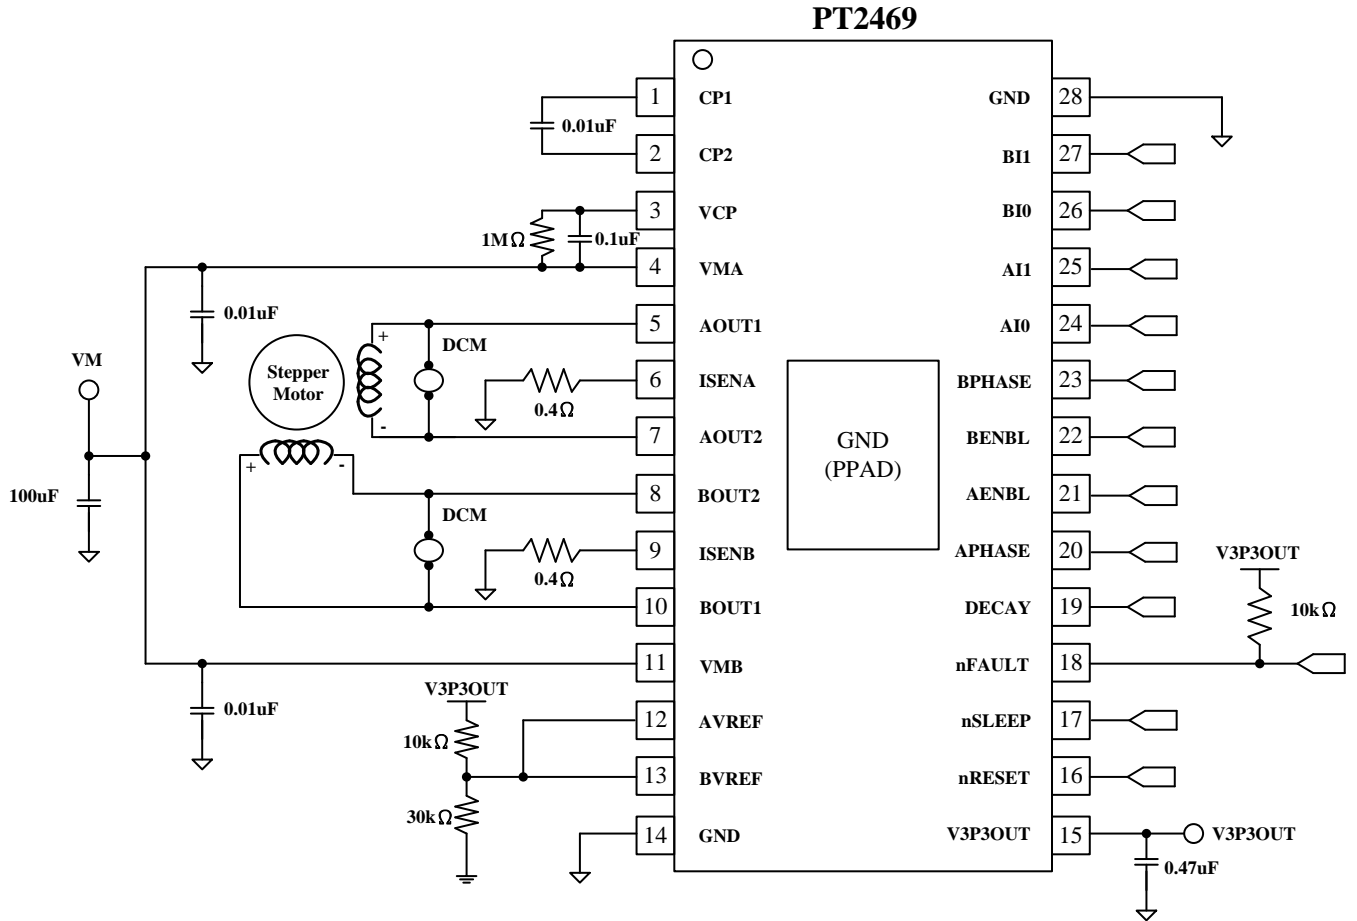 PT2469
1 CP1
0.01uF
2 CP2
3 VCP
1MΩ
0.1uF
4 VMA
0.01uF
5 AOUT1
+
DCM
VM
Stepper
Motor
6 ISENA
0.4Ω
-
7 AOUT2
+
-
8 BOUT2
100uF
DCM
9 ISENB
0.4Ω
10 BOUT1
11 VMB
0.01uF
V3P3OUT
12 AVREF
10kΩ
13 BVREF
30kΩ
14 GND
GND
(PPAD)
GND 28
BI1 27
BI0 26
AI1 25
AI0 24
BPHASE 23
BENBL 22
AENBL 21
APHASE 20
V3P3OUT
DECAY 19
10kΩ
nFAULT 18
nSLEEP 17
nRESET 16
V3P3OUT 15
V3P3OUT
0.47uF